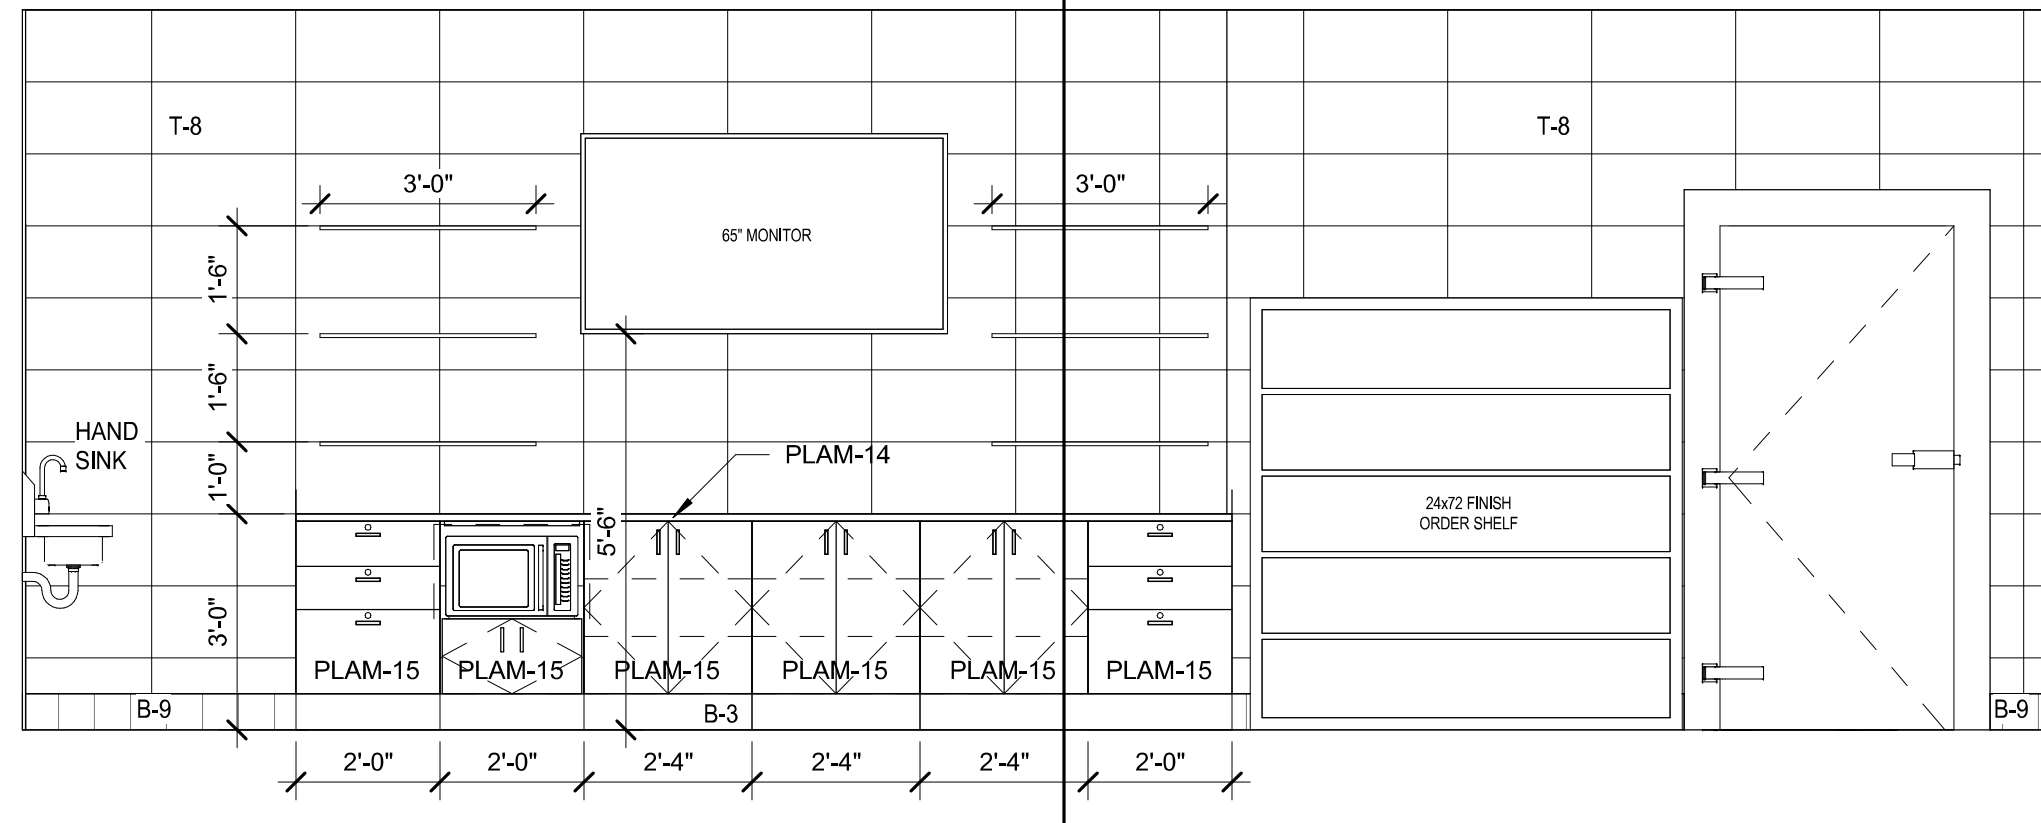 T-8
T-8
3'-0"
3'-0"
65" MONITOR
1'-6"
1'-6"
HAND
SINK
PLAM-14
1'-0"
24x72 FINISH
ORDER SHELF
5'-6"
3'-0"
PLAM-15
PLAM-15
PLAM-15
PLAM-15
PLAM-15
PLAM-15
B-9
B-3
B-9
2'-0"
2'-0"
2'-4"
2'-4"
2'-4"
2'-0"